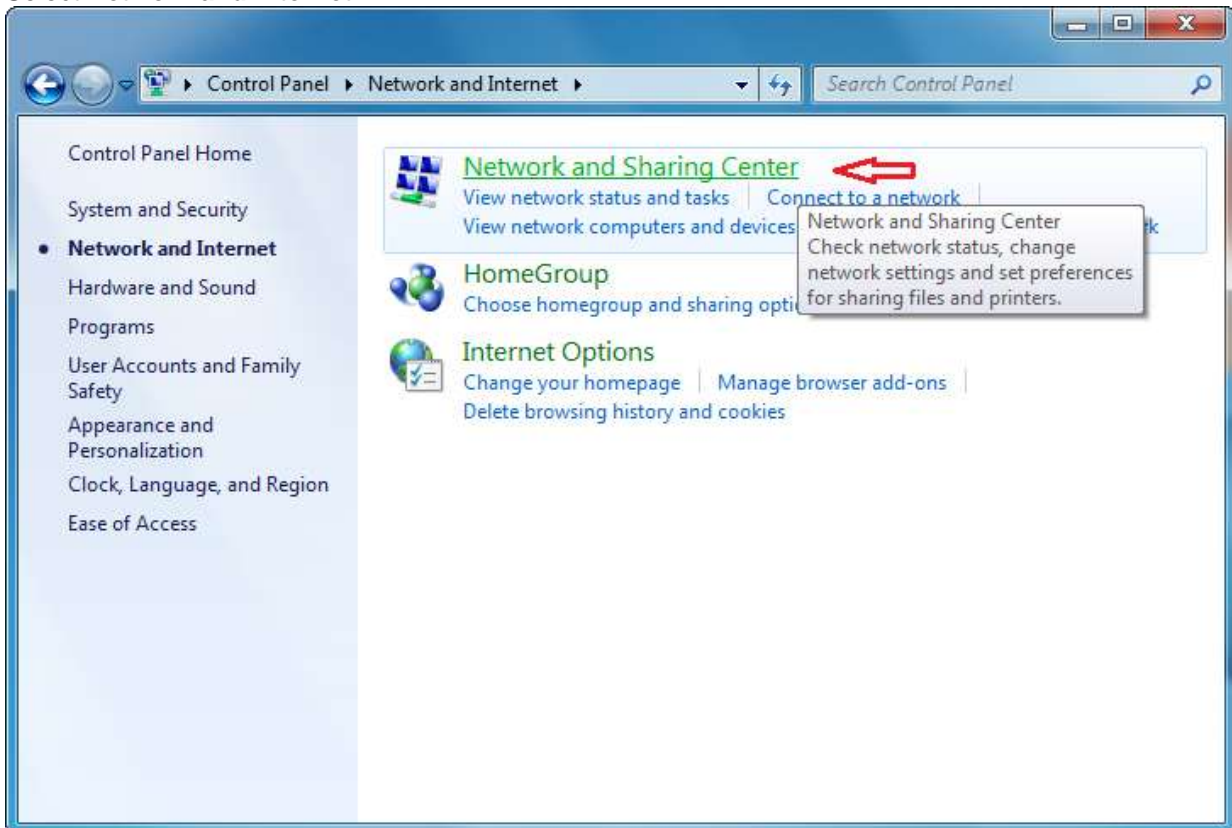 Control Panel Network and Internet Search Control Panel
Control Panel Home
System and Security
Network and Internet
Hardware and Sound
Programs
User Accounts and Family
Safety
Appearance and
Personalization
Clock, Language, and Region
Ease of Access
Network and Sharing Center
View network status and tasks Connect to a network
View network computers and devices
Network and Sharing Center
Check network status, change
network settings and set preferences
for sharing files and printers.
HomeGroup
Choose homegroup and sharing
Internet Options
Change your homepage Manage browser add-ons
Delete browsing history and cookies